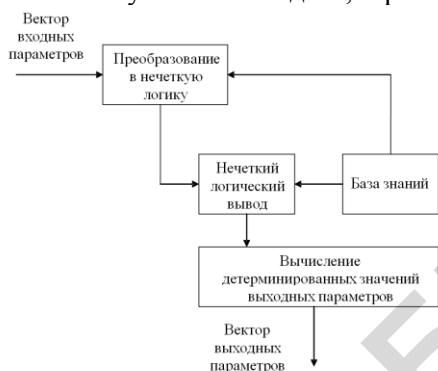 Вектор
входных
параметров
Преобразование
в нечеткую
логику
Нечеткий
логический
вывод
База знаний
Вычисление
детерминированных значений
выходных параметров
Вектор
выходных
параметров